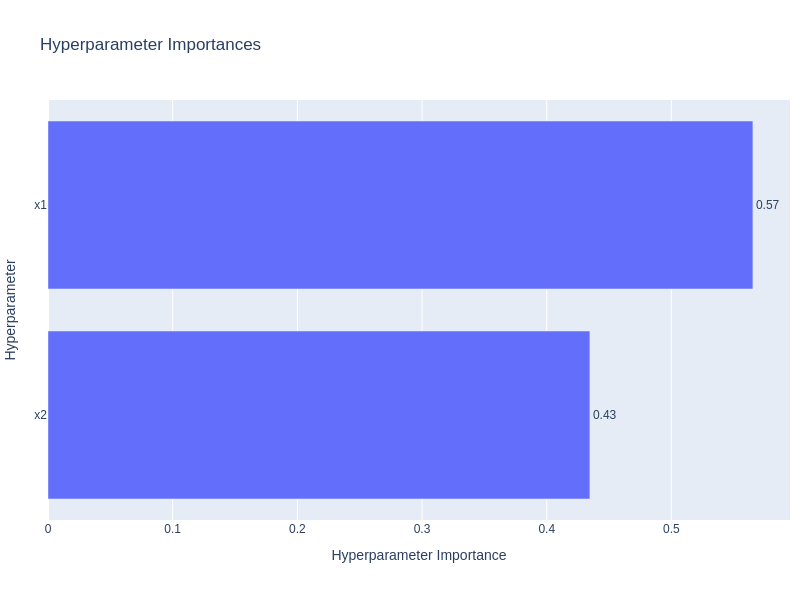 Hyperparameter Importances
Hyperparameter
x1
0.57
x2
0.43
0 0.1 0.2 0.3 0.4 0.5
Hyperparameter Importance